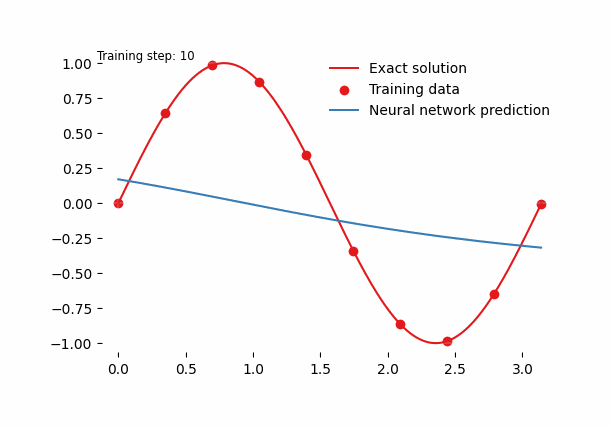 Training step: 10
Exact solution
Training data
Neural network prediction
1.00
0.75
0.50
0.25
0.00
−0.25
−0.50
−0.75
−1.00
0.0 0.5 1.0 1.5 2.0 2.5 3.0